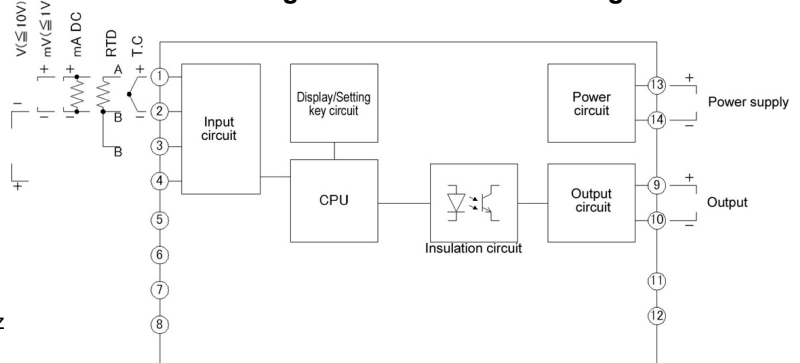 V(≦10V)
mV(≦1V
mA DC
RTD
T.C
+ + A +
− − − B −
B
+
1
2
3
4
5
6
7
8
Input
circuit
Display/Setting
key circuit
CPU
Insulation circuit
Power
circuit
Output
circuit
13 +
14 −
Power supply
9 +
10 −
Output
11
12